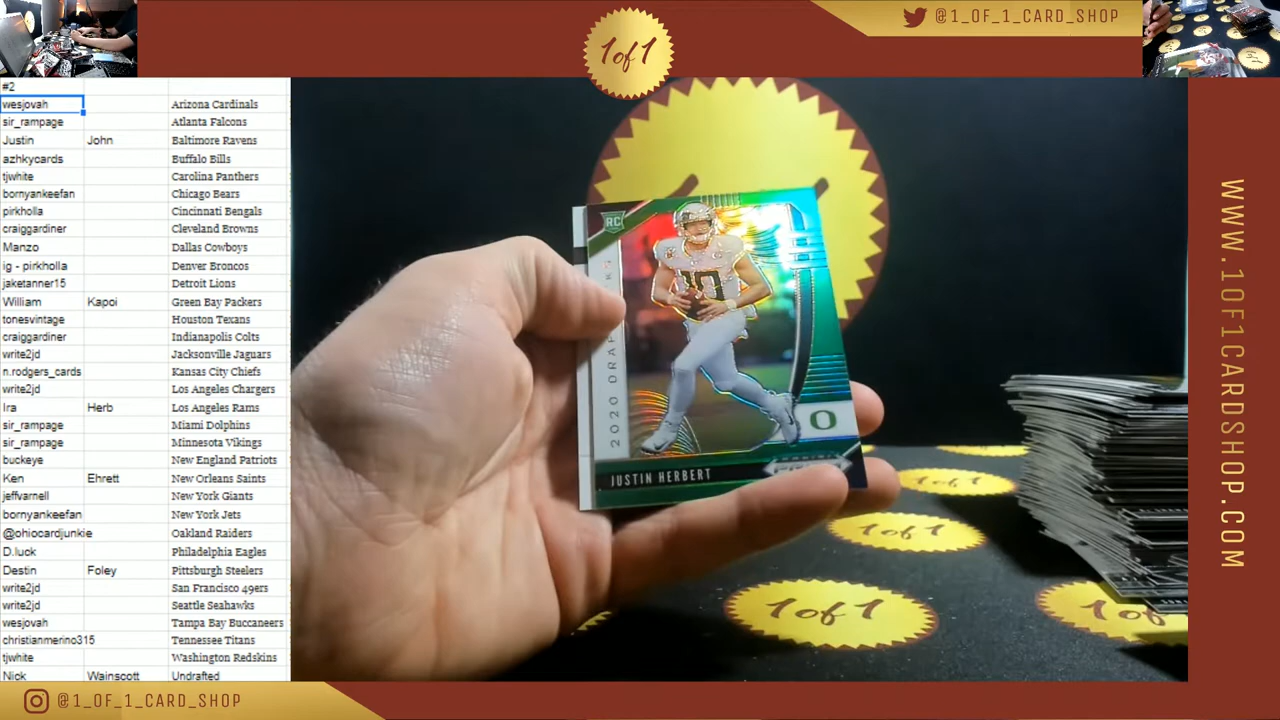 1of1
@1_OF_1_CARD_SHOP
#2
wesjovah Arizona Cardinals
sir_rampage Atlanta Falcons
Justin John Baltimore Ravens
azhkycards Buffalo Bills
tjwhite Carolina Panthers
bornyankeefan Chicago Bears
pirkholla Cincinnati Bengals
craiggardiner Cleveland Browns
Manzo Dallas Cowboys
ig - pirkholla Denver Broncos
jaketanner15 Detroit Lions
William Kapoi Green Bay Packers
tonesvintage Houston Texans
craiggardiner Indianapolis Colts
write2jd Jacksonville Jaguars
n.rodgers_cards Kansas City Chiefs
write2jd Los Angeles Chargers
Ira Herb Los Angeles Rams
sir_rampage Miami Dolphins
sir_rampage Minnesota Vikings
buckeye New England Patriots
Ken Ehrett New Orleans Saints
jeffvarnell New York Giants
bornyankeefan New York Jets
@ohiocardjunkie Oakland Raiders
D.luck Philadelphia Eagles
Destin Foley Pittsburgh Steelers
write2jd San Francisco 49ers
write2jd Seattle Seahawks
wesjovah Tampa Bay Buccaneers
christianmerino315 Tennessee Titans
tjwhite Washington Redskins
Nick Wainscott Undrafted
RC
10
2020 DRAFT
O
JUSTIN HERBERT
1of1
1of1
1of1
WWW.1OF1CARDSHOP.COM
@1_OF_1_CARD_SHOP